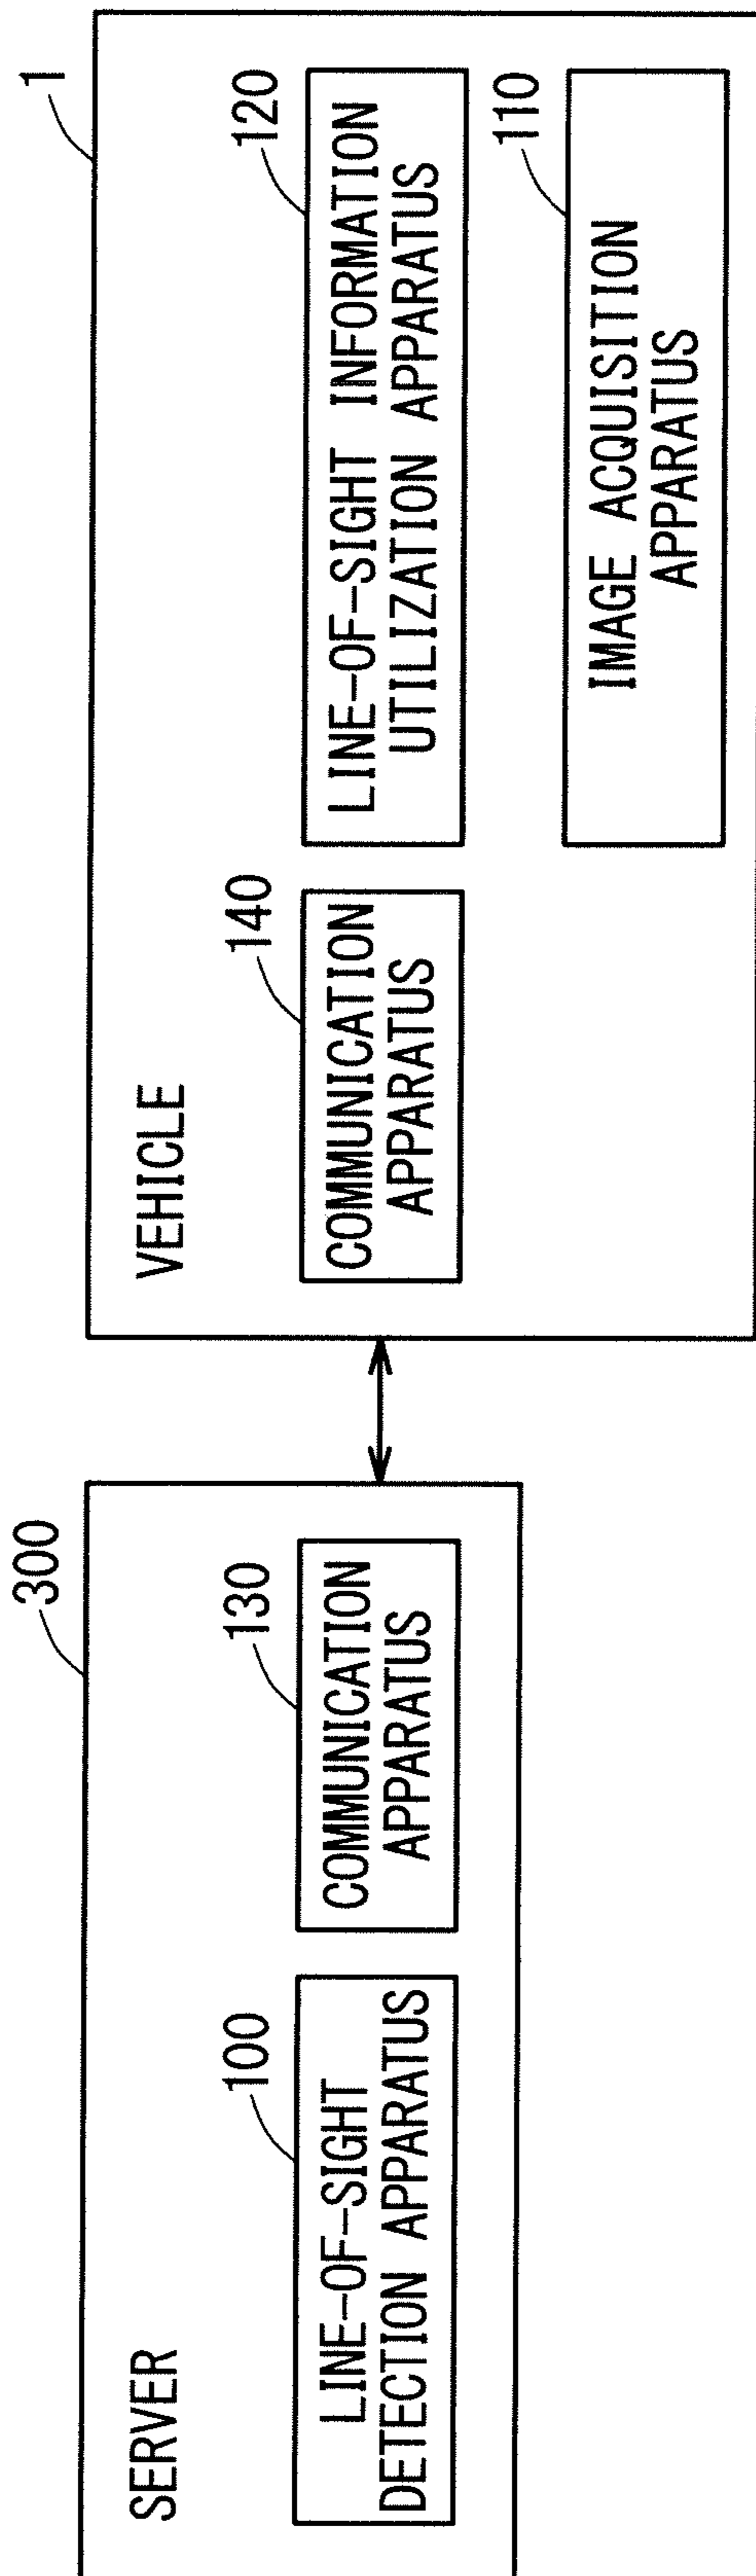 300
SERVER
100
LINE-OF-SIGHT
DETECTION APPARATUS
130
COMMUNICATION
APPARATUS
1
VEHICLE
140
COMMUNICATION
APPARATUS
120
LINE-OF-SIGHT INFORMATION
UTILIZATION APPARATUS
110
IMAGE ACQUISITION
APPARATUS